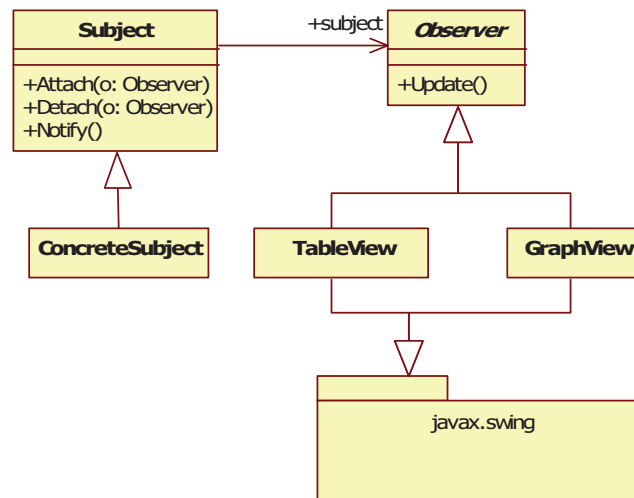 Subject
+Attach(o: Observer)
+Detach(o: Observer)
+Notify()
+subject
Observer
+Update()
ConcreteSubject
TableView
GraphView
javax.swing